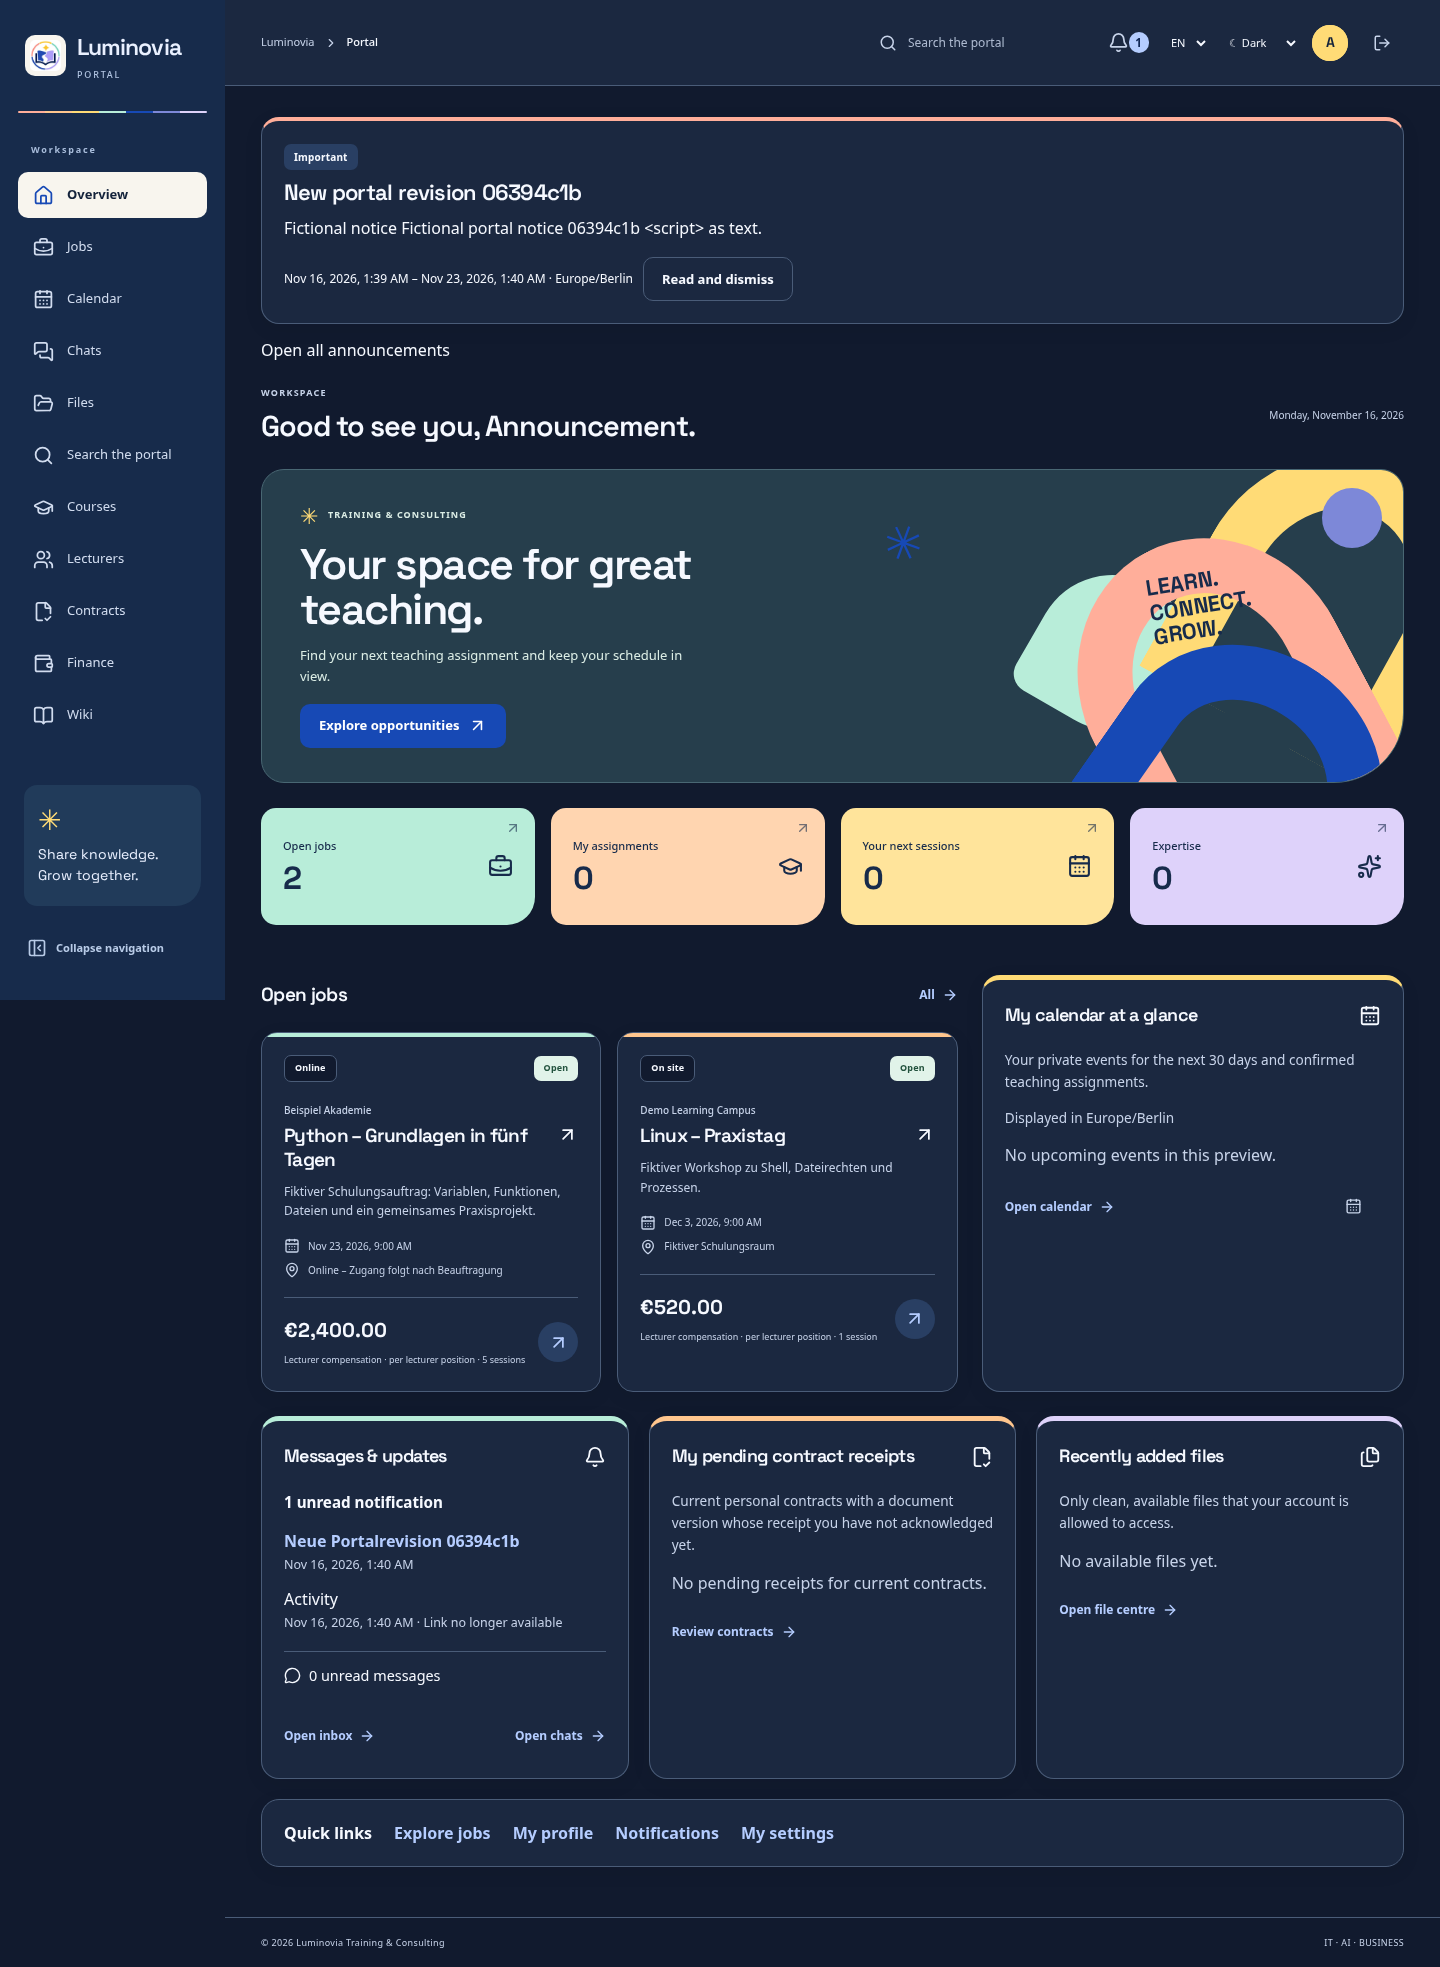 Luminovia
PORTAL
Workspace
Overview
Jobs
Calendar
Chats
Files
Search the portal
Courses
Lecturers
Contracts
Finance
Wiki
Share knowledge.
Grow together.
Collapse navigation
Luminovia
Portal
Search the portal
1
EN
Dark
A
Important
New portal revision 06394c1b
Fictional notice Fictional portal notice 06394c1b <script> as text.
Nov 16, 2026, 1:39 AM – Nov 23, 2026, 1:40 AM · Europe/Berlin
Read and dismiss
Open all announcements
WORKSPACE
Good to see you, Announcement.
Monday, November 16, 2026
TRAINING & CONSULTING
Your space for great
teaching.
Find your next teaching assignment and keep your schedule in
view.
Explore opportunities
LEARN.
CONNECT.
GROW.
Open jobs
2
My assignments
0
Your next sessions
0
Expertise
0
Open jobs
All
Online
Open
Beispiel Akademie
Python – Grundlagen in fünf
Tagen
Fiktiver Schulungsauftrag: Variablen, Funktionen,
Dateien und ein gemeinsames Praxisprojekt.
Nov 23, 2026, 9:00 AM
Online – Zugang folgt nach Beauftragung
€2,400.00
Lecturer compensation · per lecturer position · 5 sessions
On site
Open
Demo Learning Campus
Linux – Praxistag
Fiktiver Workshop zu Shell, Dateirechten und
Prozessen.
Dec 3, 2026, 9:00 AM
Fiktiver Schulungsraum
€520.00
Lecturer compensation · per lecturer position · 1 session
My calendar at a glance
Your private events for the next 30 days and confirmed
teaching assignments.
Displayed in Europe/Berlin
No upcoming events in this preview.
Open calendar
Messages & updates
1 unread notification
Neue Portalrevision 06394c1b
Nov 16, 2026, 1:40 AM
Activity
Nov 16, 2026, 1:40 AM · Link no longer available
0 unread messages
Open inbox
Open chats
My pending contract receipts
Current personal contracts with a document
version whose receipt you have not acknowledged
yet.
No pending receipts for current contracts.
Review contracts
Recently added files
Only clean, available files that your account is
allowed to access.
No available files yet.
Open file centre
Quick links
Explore jobs
My profile
Notifications
My settings
© 2026 Luminovia Training & Consulting
IT · AI · BUSINESS